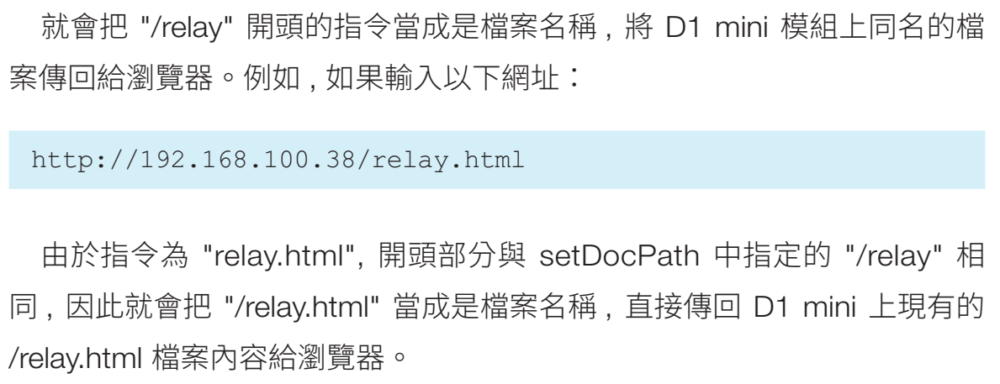 就會把 "/relay" 開頭的指令當成是檔案名稱 , 將 D1 mini 模組上同名的檔
案傳回給瀏覽器。例如 , 如果輸入以下網址：
http://192.168.100.38/relay.html
由於指令為 "relay.html", 開頭部分與 setDocPath 中指定的 "/relay" 相
同 , 因此就會把 "/relay.html" 當成是檔案名稱 , 直接傳回 D1 mini 上現有的
/relay.html 檔案內容給瀏覽器。